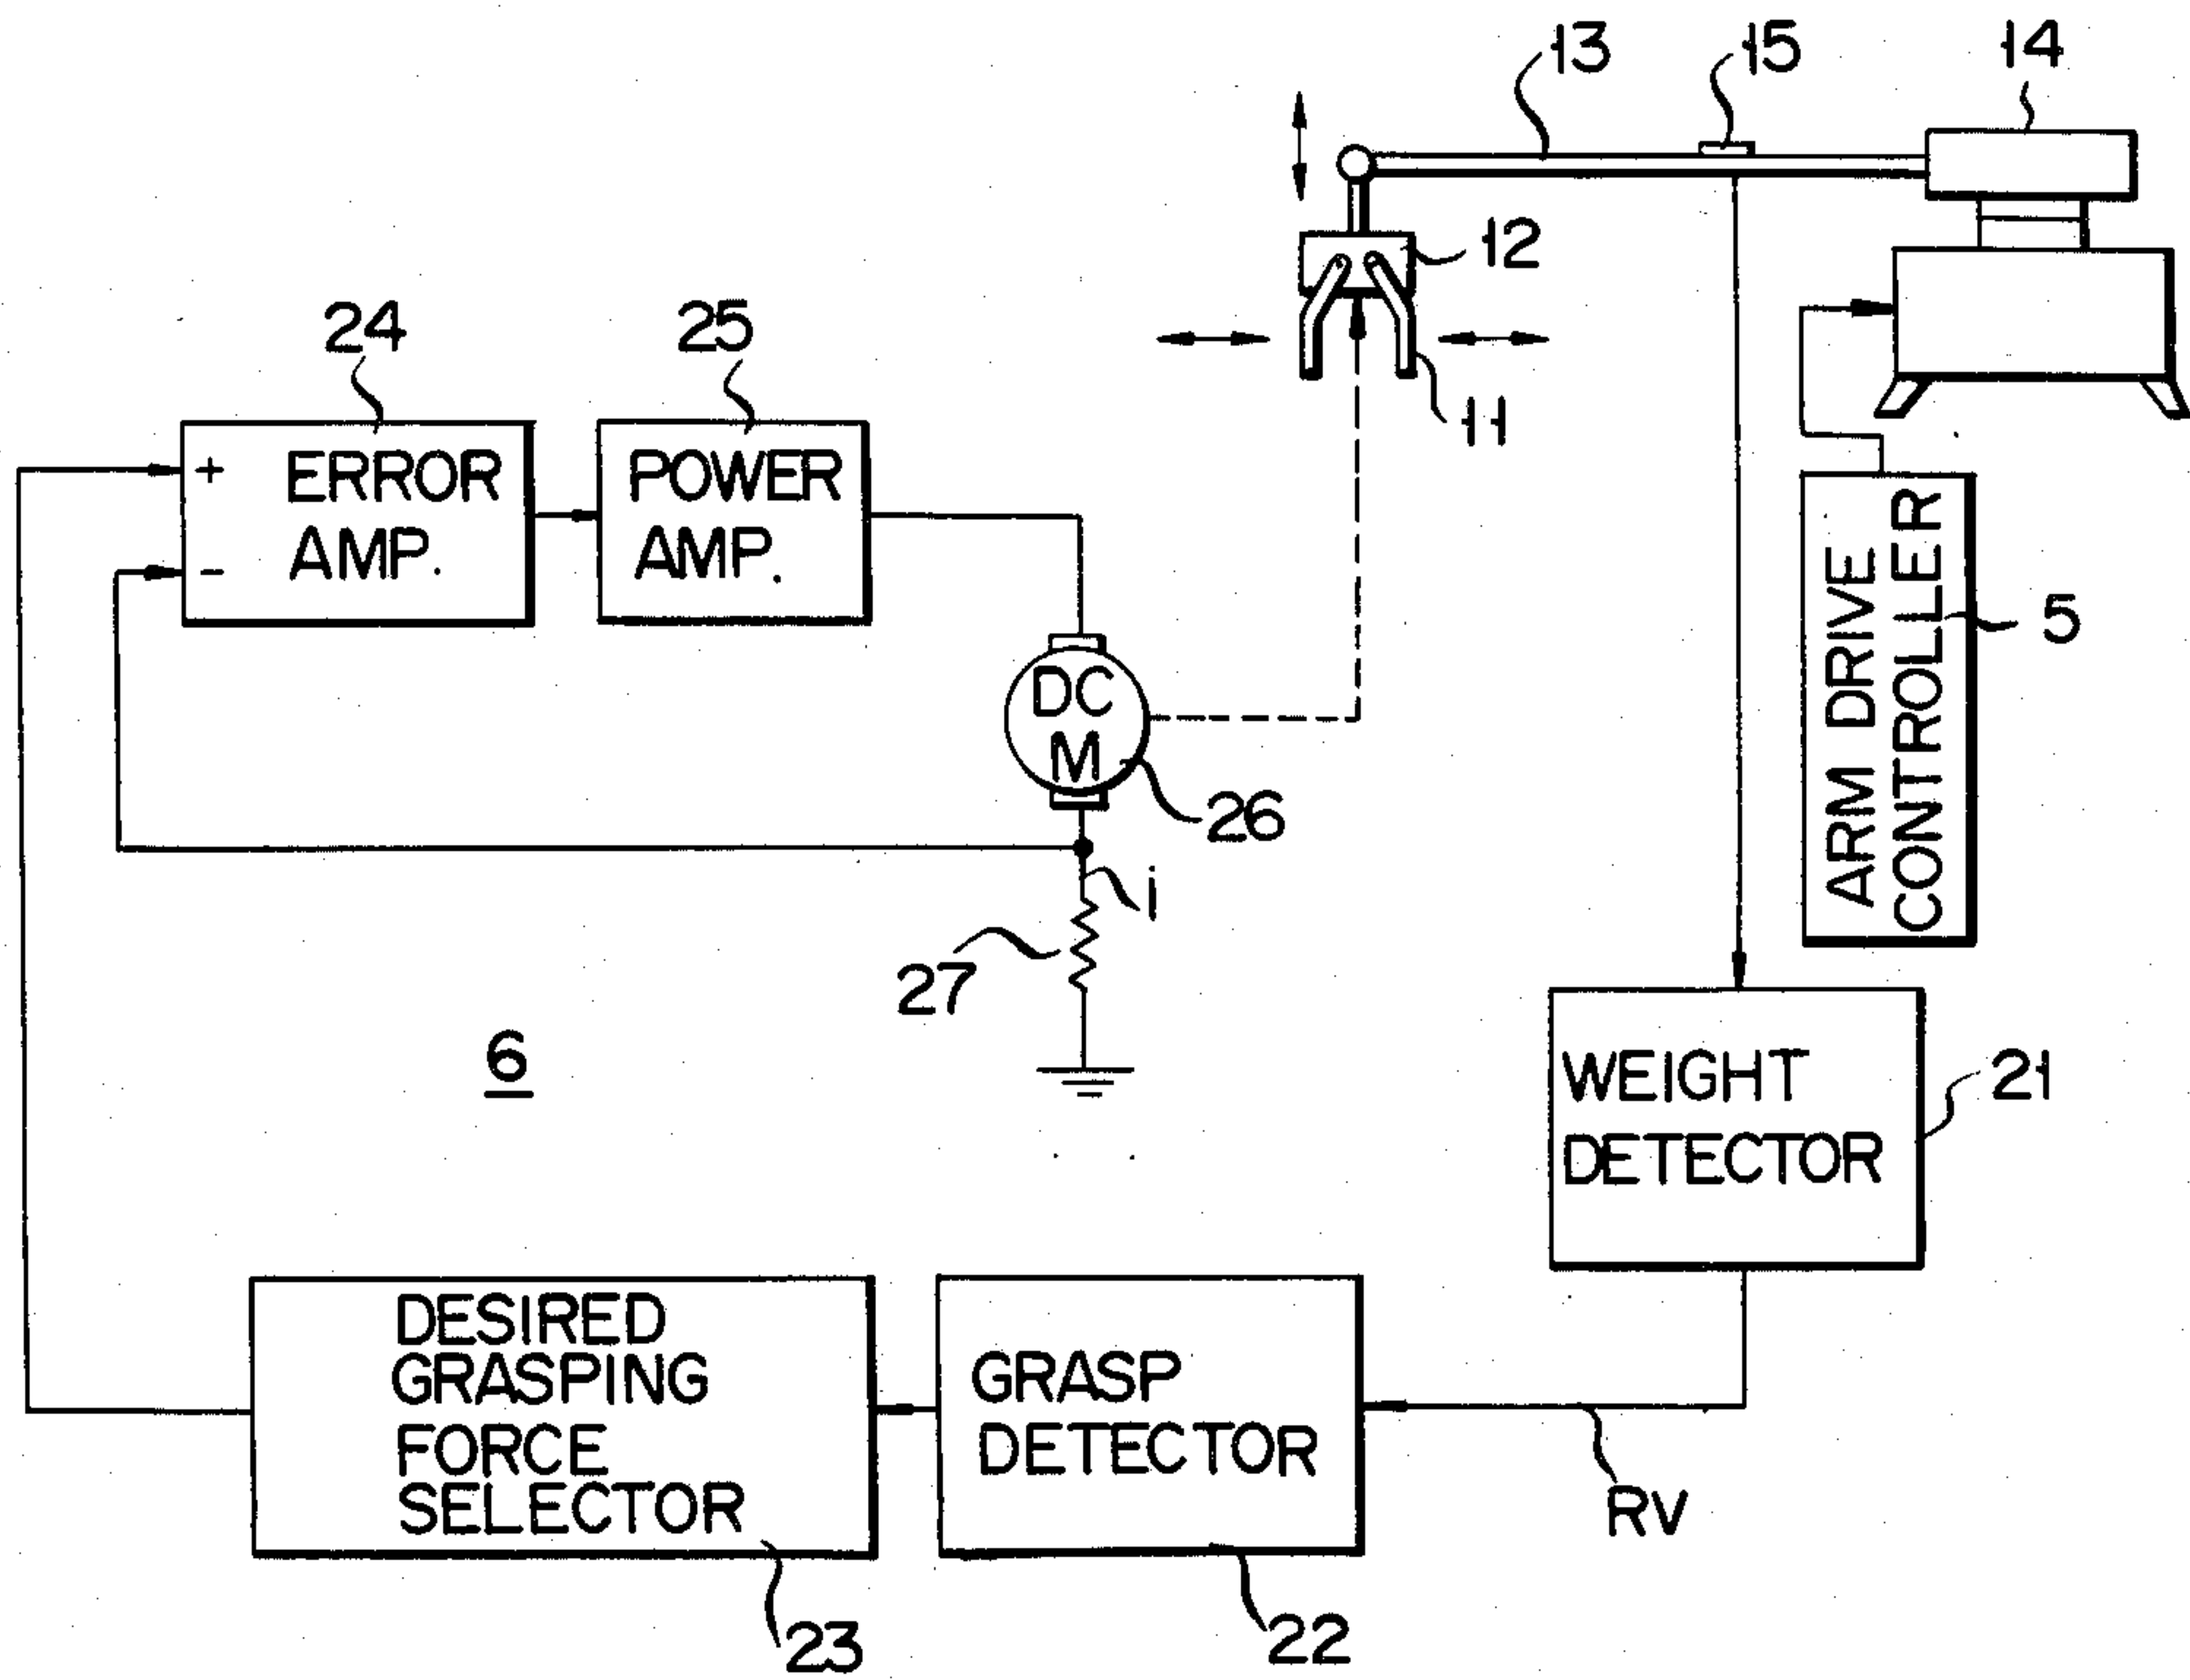 13
15
14
12
24
25
11
+ ERROR
AMP.
−
POWER
AMP.
ARM DRIVE
CONTROLLER
5
DC
M
26
i
27
6
WEIGHT
DETECTOR
21
DESIRED
GRASPING
FORCE
SELECTOR
GRASP
DETECTOR
RV
23
22